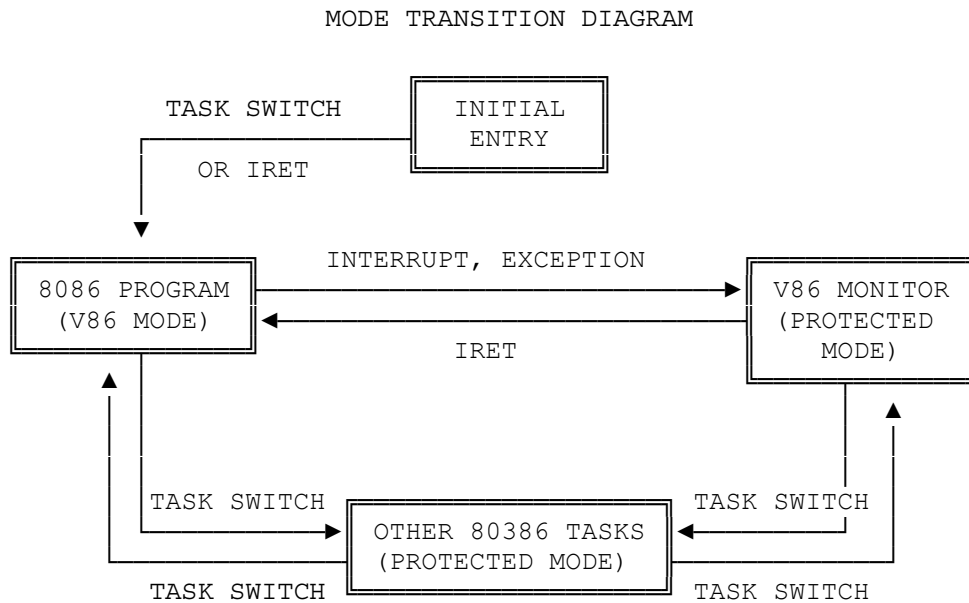 MODE TRANSITION DIAGRAM
TASK SWITCH
OR IRET
INITIAL
ENTRY
INTERRUPT, EXCEPTION
8086 PROGRAM
(V86 MODE)
V86 MONITOR
(PROTECTED
MODE)
IRET
TASK SWITCH
TASK SWITCH
OTHER 80386 TASKS
(PROTECTED MODE)
TASK SWITCH
TASK SWITCH